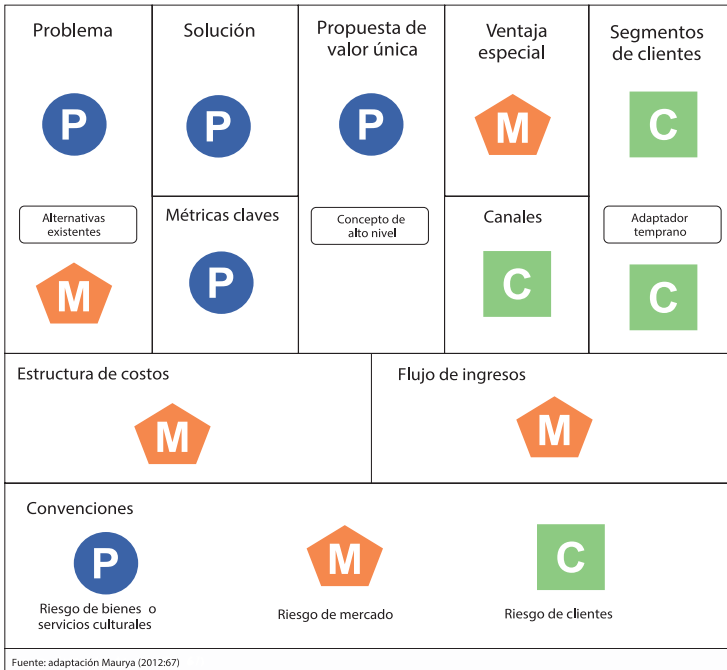 Problema
P
Alternativas
existentes
M
Solución
P
Métricas claves
P
Propuesta de
valor única
P
Concepto de
alto nivel
Ventaja
especial
M
Canales
C
Segmentos
de clientes
C
Adaptador
temprano
C
Estructura de costos
M
Flujo de ingresos
M
Convenciones
P
Riesgo de bienes o
servicios culturales
M
Riesgo de mercado
C
Riesgo de clientes
Fuente: adaptación Maurya (2012:67)